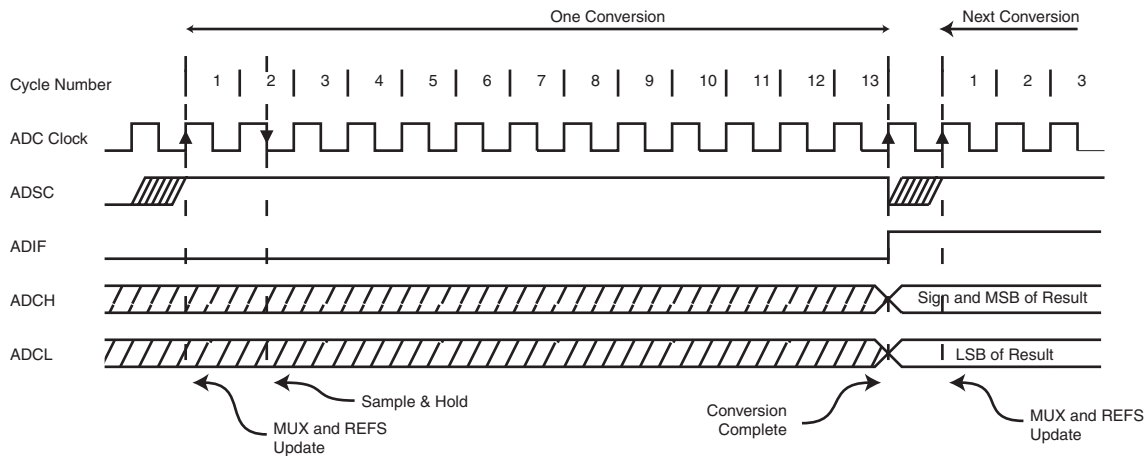 One Conversion
Next Conversion
Cycle Number 1 2 3 4 5 6 7 8 9 10 11 12 13 1 2 3
ADC Clock
ADSC
ADIF
ADCH Sign and MSB of Result
ADCL LSB of Result
Sample & Hold
MUX and REFS
Update
Conversion
Complete
MUX and REFS
Update